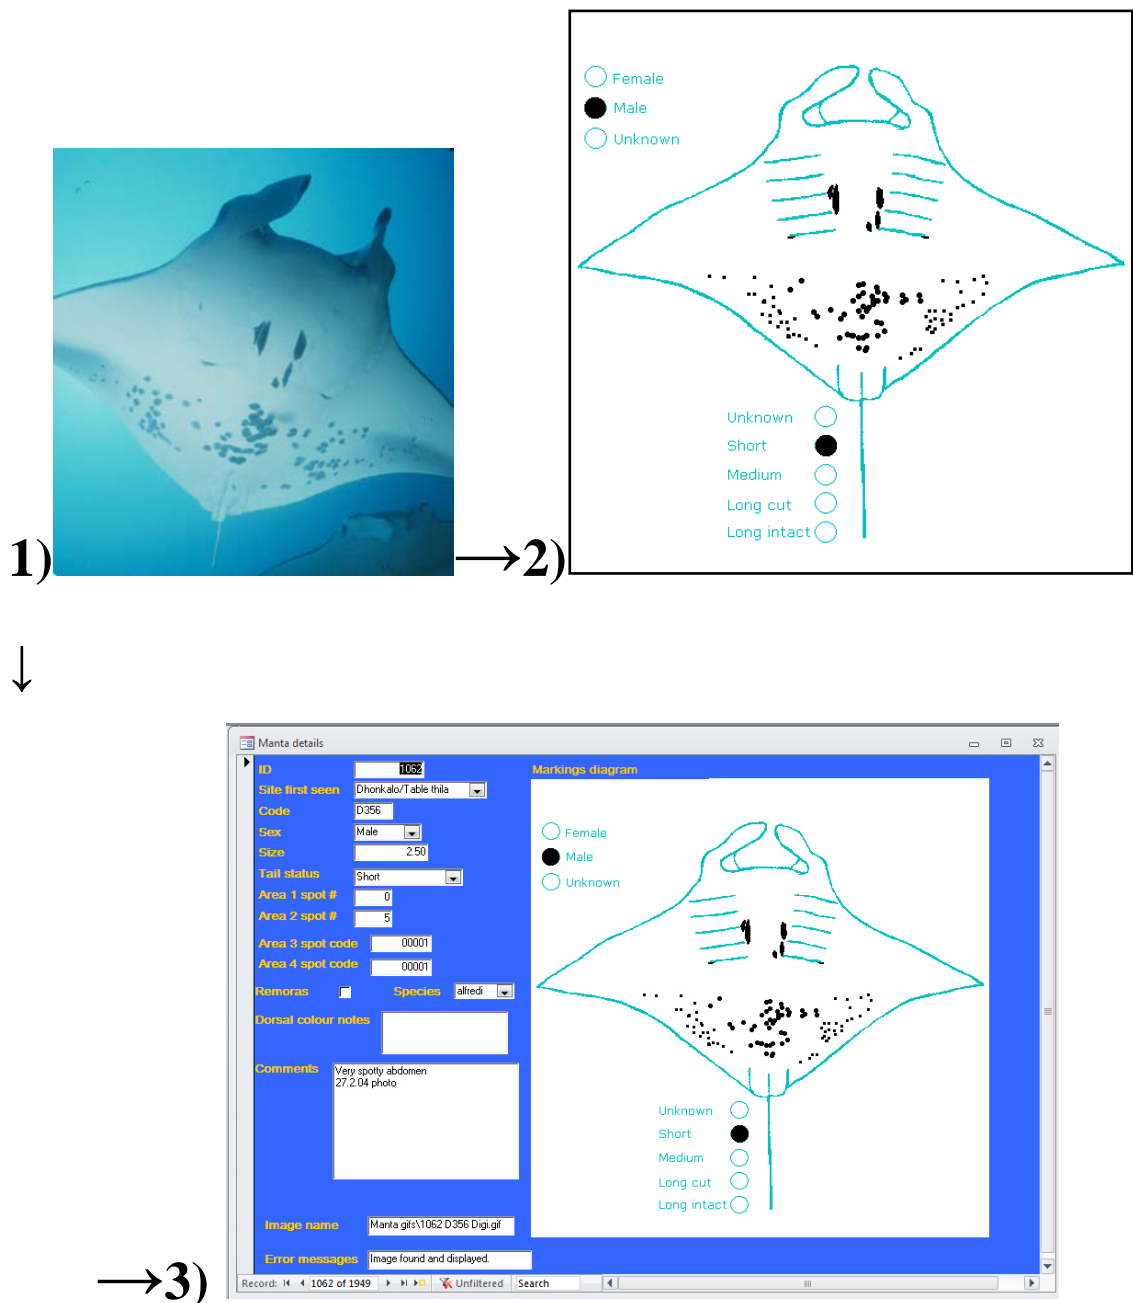 Female
Male
Unknown
Unknown
Short
Medium
Long cut
Long intact
1) →2)
↓
Manta details
ID 1062
Site first seen Dhonkalo/Table thila
Code D356
Sex Male
Size 2.50
Tail status Short
Area 1 spot # 0
Area 2 spot # 5
Area 3 spot code 00001
Area 4 spot code 00001
Remoras Species alfredi
Dorsal colour notes
Comments Very spotty abdomen
27.2.04 photo
Image name Manta gifs\1062 D356 Digi.gif
Error messages Image found and displayed.
Markings diagram
Female
Male
Unknown
Unknown
Short
Medium
Long cut
Long intact
→3)
Record: 1062 of 1949 Unfiltered Search